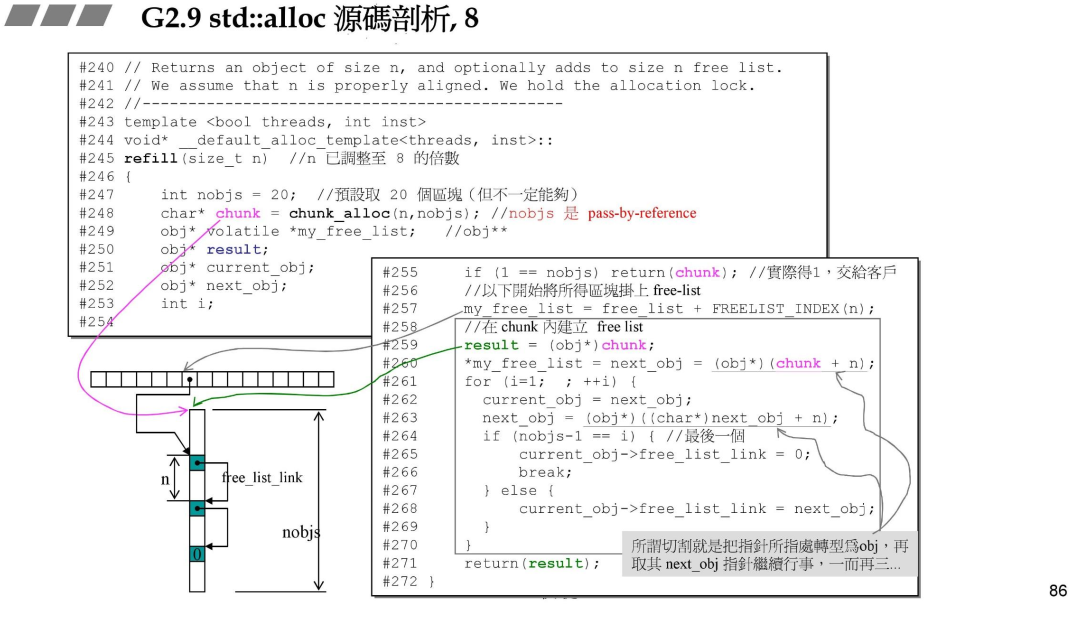 G2.9 std::alloc 源碼剖析, 8
#240 // Returns an object of size n, and optionally adds to size n free list.
#241 // We assume that n is properly aligned. We hold the allocation lock.
#242 //----------------------------------------------
#243 template <bool threads, int inst>
#244 void* __default_alloc_template<threads, inst>::
#245 refill(size_t n)  //n 已調整至 8 的倍數
#246 {
#247     int nobjs = 20;  //預設取 20 個區塊（但不一定能夠）
#248     char* chunk = chunk_alloc(n,nobjs); //nobjs 是 pass-by-reference
#249     obj* volatile *my_free_list;   //obj**
#250     obj* result;
#251     obj* current_obj;
#252     obj* next_obj;
#253     int i;
#254
#255     if (1 == nobjs) return(chunk); //實際得1，交給客戶
#256     //以下開始將所得區塊掛上 free-list
#257     my_free_list = free_list + FREELIST_INDEX(n);
#258     //在 chunk 內建立 free list
#259     result = (obj*)chunk;
#260     *my_free_list = next_obj = (obj*)(chunk + n);
#261     for (i=1;  ; ++i) {
#262       current_obj = next_obj;
#263       next_obj = (obj*)((char*)next_obj + n);
#264       if (nobjs-1 == i) { //最後一個
#265           current_obj->free_list_link = 0;
#266           break;
#267       } else {
#268           current_obj->free_list_link = next_obj;
#269       }
#270     }
#271     return(result);
#272 }
所謂切割就是把指針所指處轉型為obj，再
取其 next_obj 指針繼續行事，一而再三...
n
free_list_link
nobjs
0
86